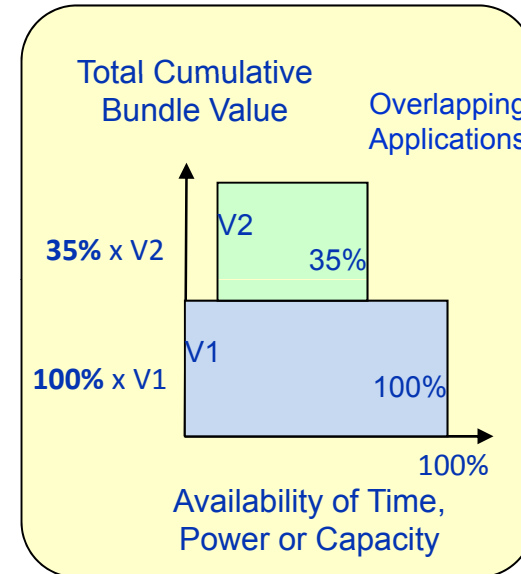 Total Cumulative
Bundle Value
Overlapping
Applications
V2
35% x V2
35%
V1
100% x V1
100%
100%
Availability of Time,
Power or Capacity